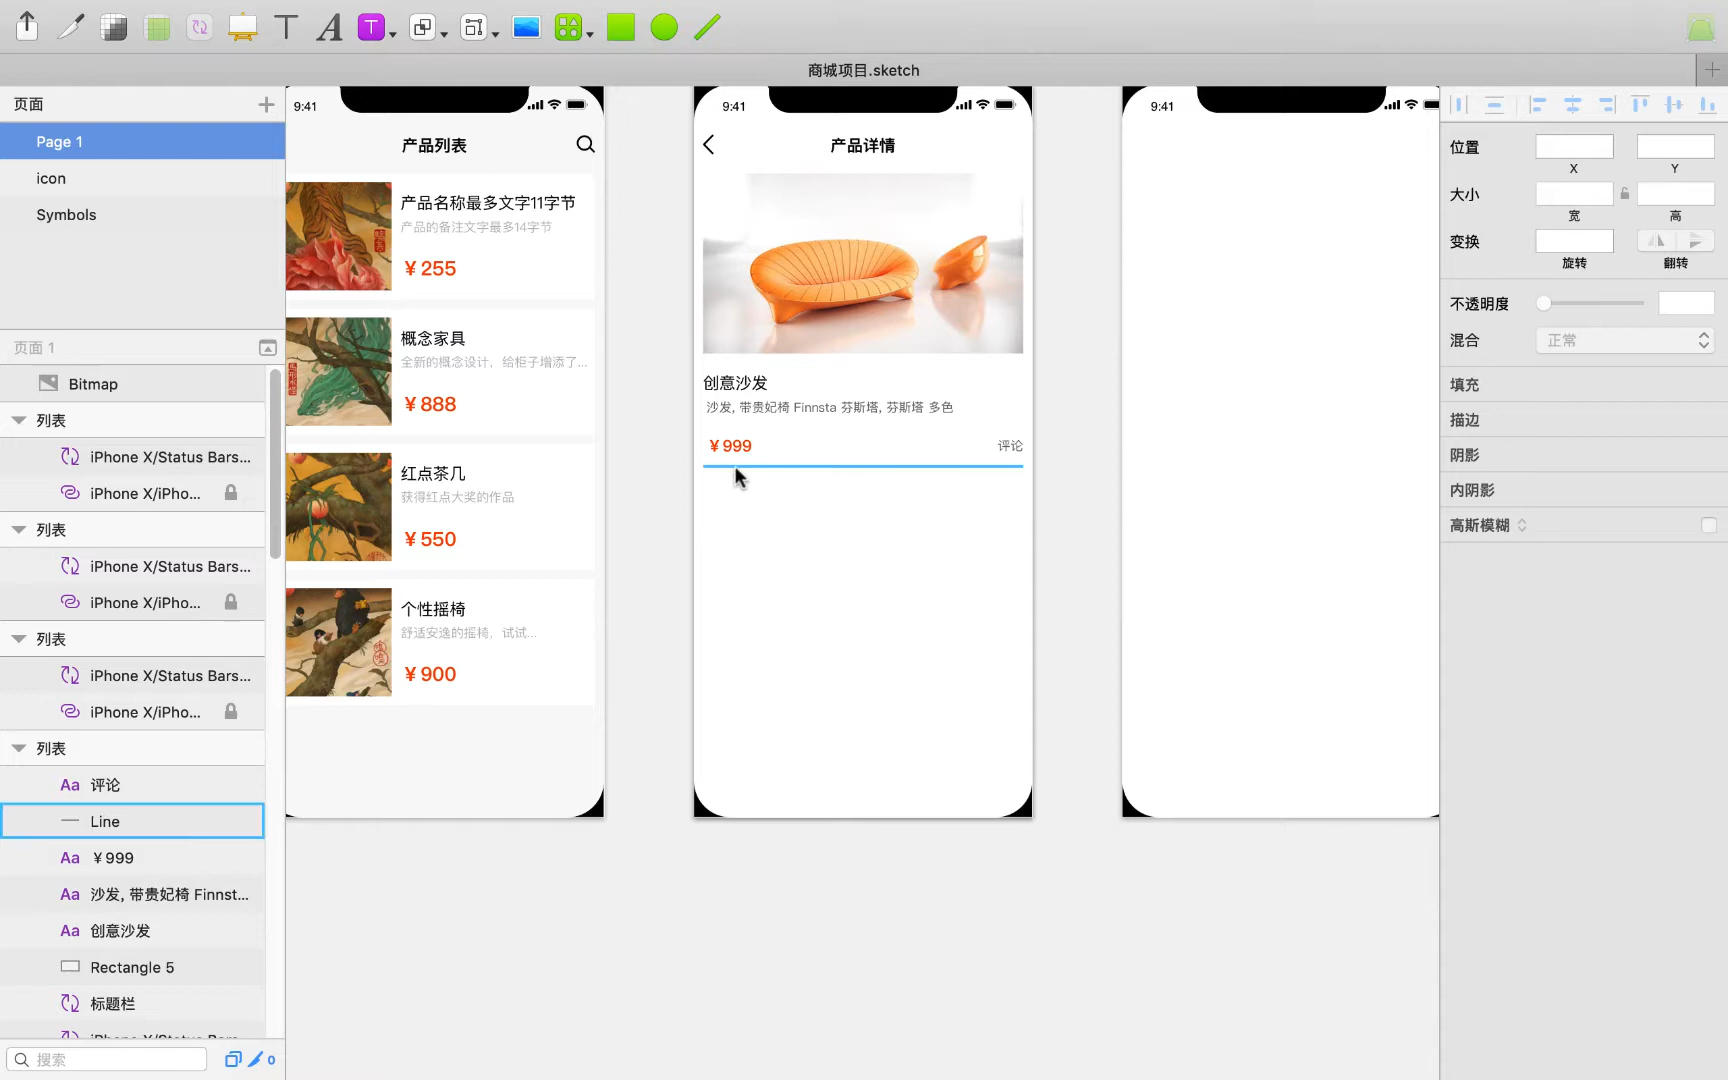 商城项目.sketch
页面
Page 1
icon
Symbols
页面 1
Bitmap
列表
iPhone X/Status Bars...
iPhone X/iPho...
列表
iPhone X/Status Bars...
iPhone X/iPho...
列表
iPhone X/Status Bars...
iPhone X/iPho...
列表
Aa 评论
Line
Aa ¥999
Aa 沙发, 带贵妃椅 Finnst...
Aa 创意沙发
Rectangle 5
标题栏
搜索
0
9:41
产品列表
产品名称最多文字11字节
产品的备注文字最多14字节
¥255
概念家具
全新的概念设计，给柜子增添了...
¥888
红点茶几
获得红点大奖的作品
¥550
个性摇椅
舒适安逸的摇椅，试试...
¥900
9:41
产品详情
创意沙发
沙发, 带贵妃椅 Finnsta 芬斯塔, 芬斯塔 多色
¥999
评论
9:41
位置
X
Y
大小
宽
高
变换
旋转
翻转
不透明度
混合
正常
填充
描边
阴影
内阴影
高斯模糊